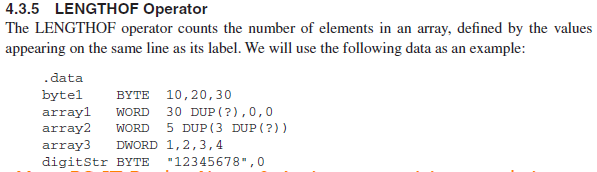 4.3.5 LENGTHOF Operator
The LENGTHOF operator counts the number of elements in an array, defined by the values
appearing on the same line as its label. We will use the following data as an example:
.data
byte1 BYTE 10,20,30
array1 WORD 30 DUP(?),0,0
array2 WORD 5 DUP(3 DUP(?))
array3 DWORD 1,2,3,4
digitStr BYTE "12345678",0